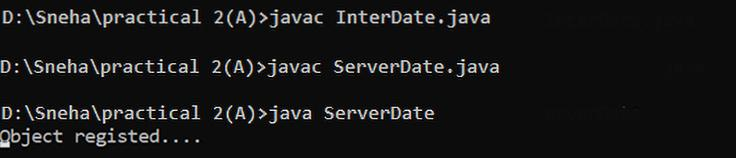 D:\Sneha\practical 2(A)>javac InterDate.java
D:\Sneha\practical 2(A)>javac ServerDate.java
D:\Sneha\practical 2(A)>java ServerDate
Object registed....